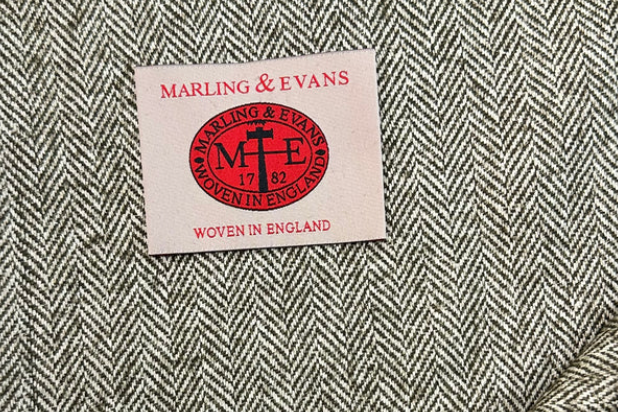 MARLING & EVANS
MARLING & EVANS
M E
17 82
WOVEN IN ENGLAND
WOVEN IN ENGLAND